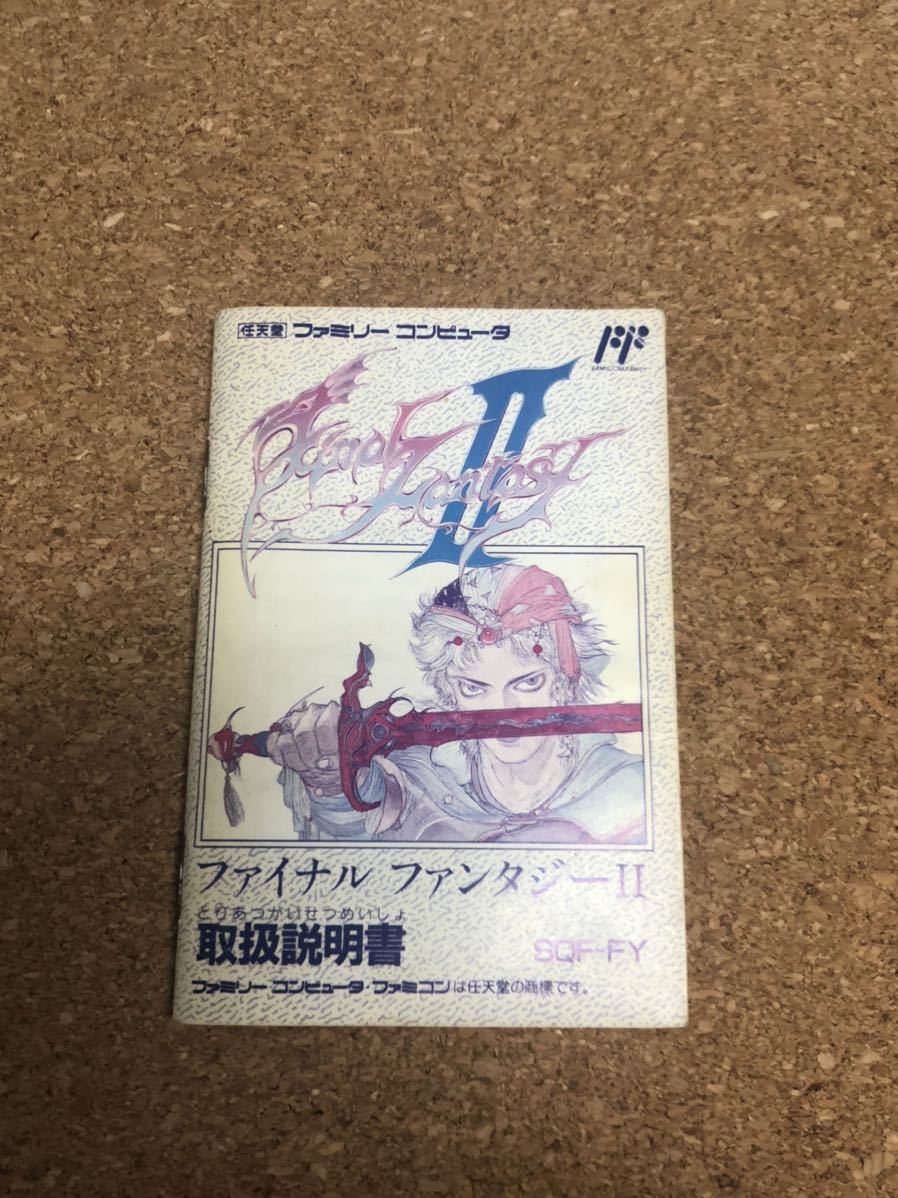 任天堂 ファミリー コンピュータ
Final Fantasy II
ファイナル ファンタジーII
とりあつかいせつめいしょ
取扱説明書
SQF-FY
ファミリー コンピュータ・ファミコンは任天堂の商標です。